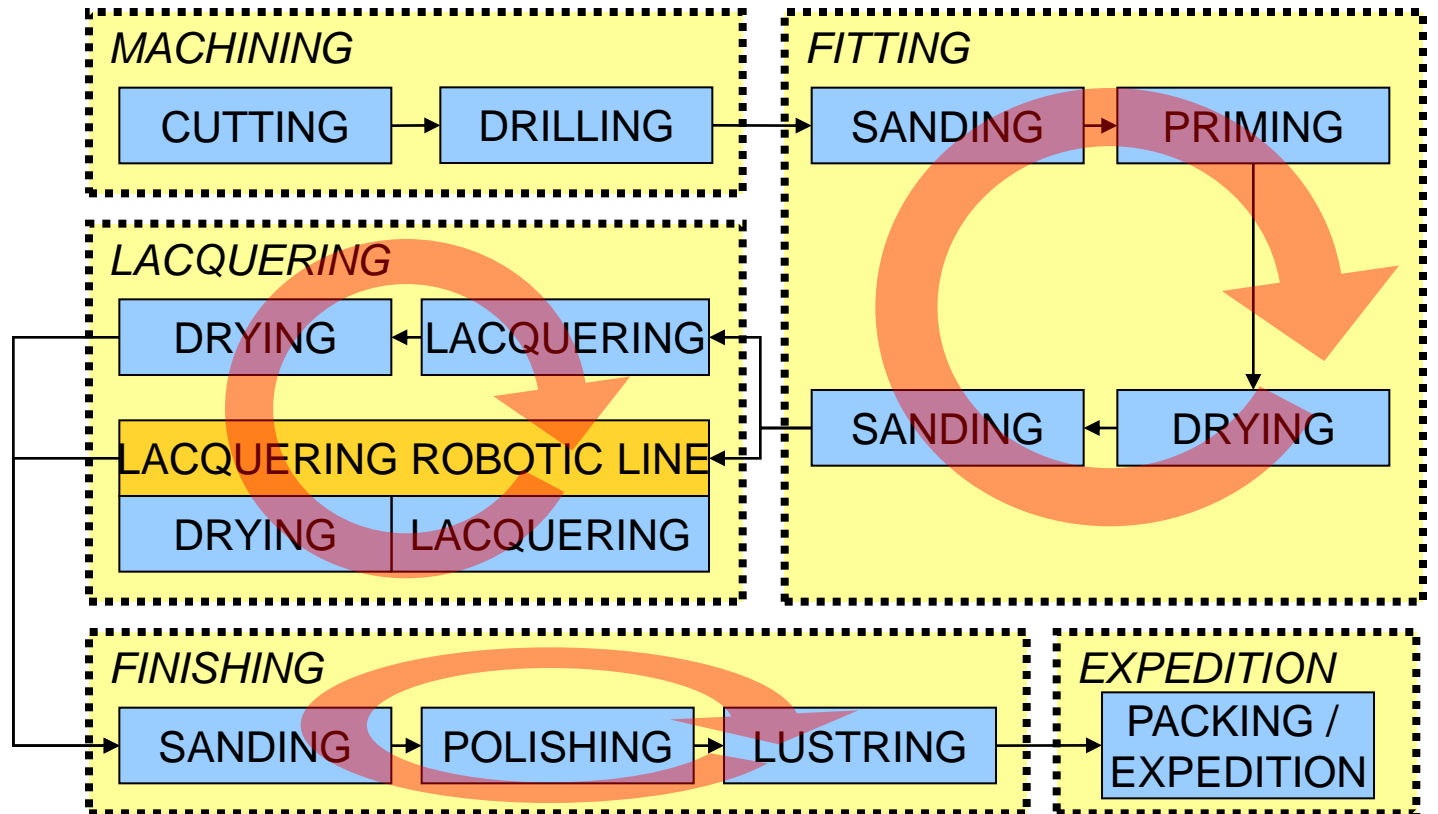 MACHINING
CUTTING
DRILLING
FITTING
SANDING
PRIMING
SANDING
DRYING
LACQUERING
DRYING
LACQUERING
LACQUERING ROBOTIC LINE
DRYING
LACQUERING
FINISHING
SANDING
POLISHING
LUSTRING
EXPEDITION
PACKING /
EXPEDITION